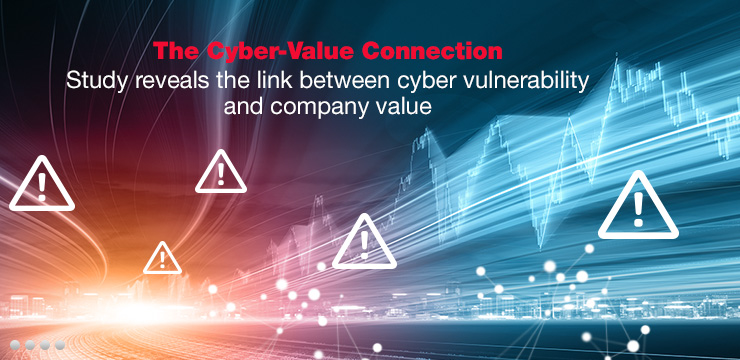 The Cyber-Value Connection
Study reveals the link between cyber vulnerability
and company value